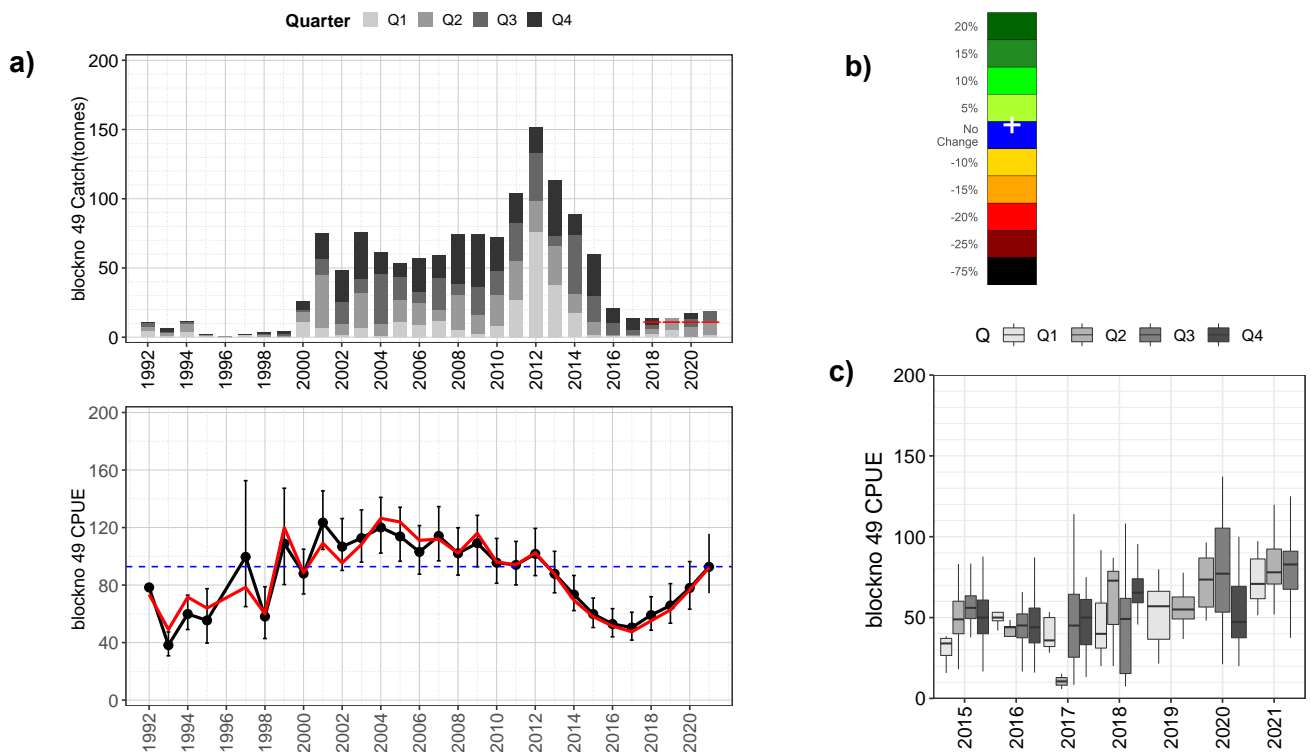 Quarter Q1 Q2 Q3 Q4
a)
blockno 49 Catch(tonnes)
200
150
100
50
0
1992 1994 1996 1998 2000 2002 2004 2006 2008 2010 2012 2014 2016 2018 2020
blockno 49 CPUE
200
160
120
80
40
0
1992 1994 1996 1998 2000 2002 2004 2006 2008 2010 2012 2014 2016 2018 2020
b)
20%
15%
10%
5%
No
Change
-10%
-15%
-20%
-25%
-75%
Q Q1 Q2 Q3 Q4
c)
blockno 49 CPUE
200
150
100
50
0
2015 2016 2017 2018 2019 2020 2021